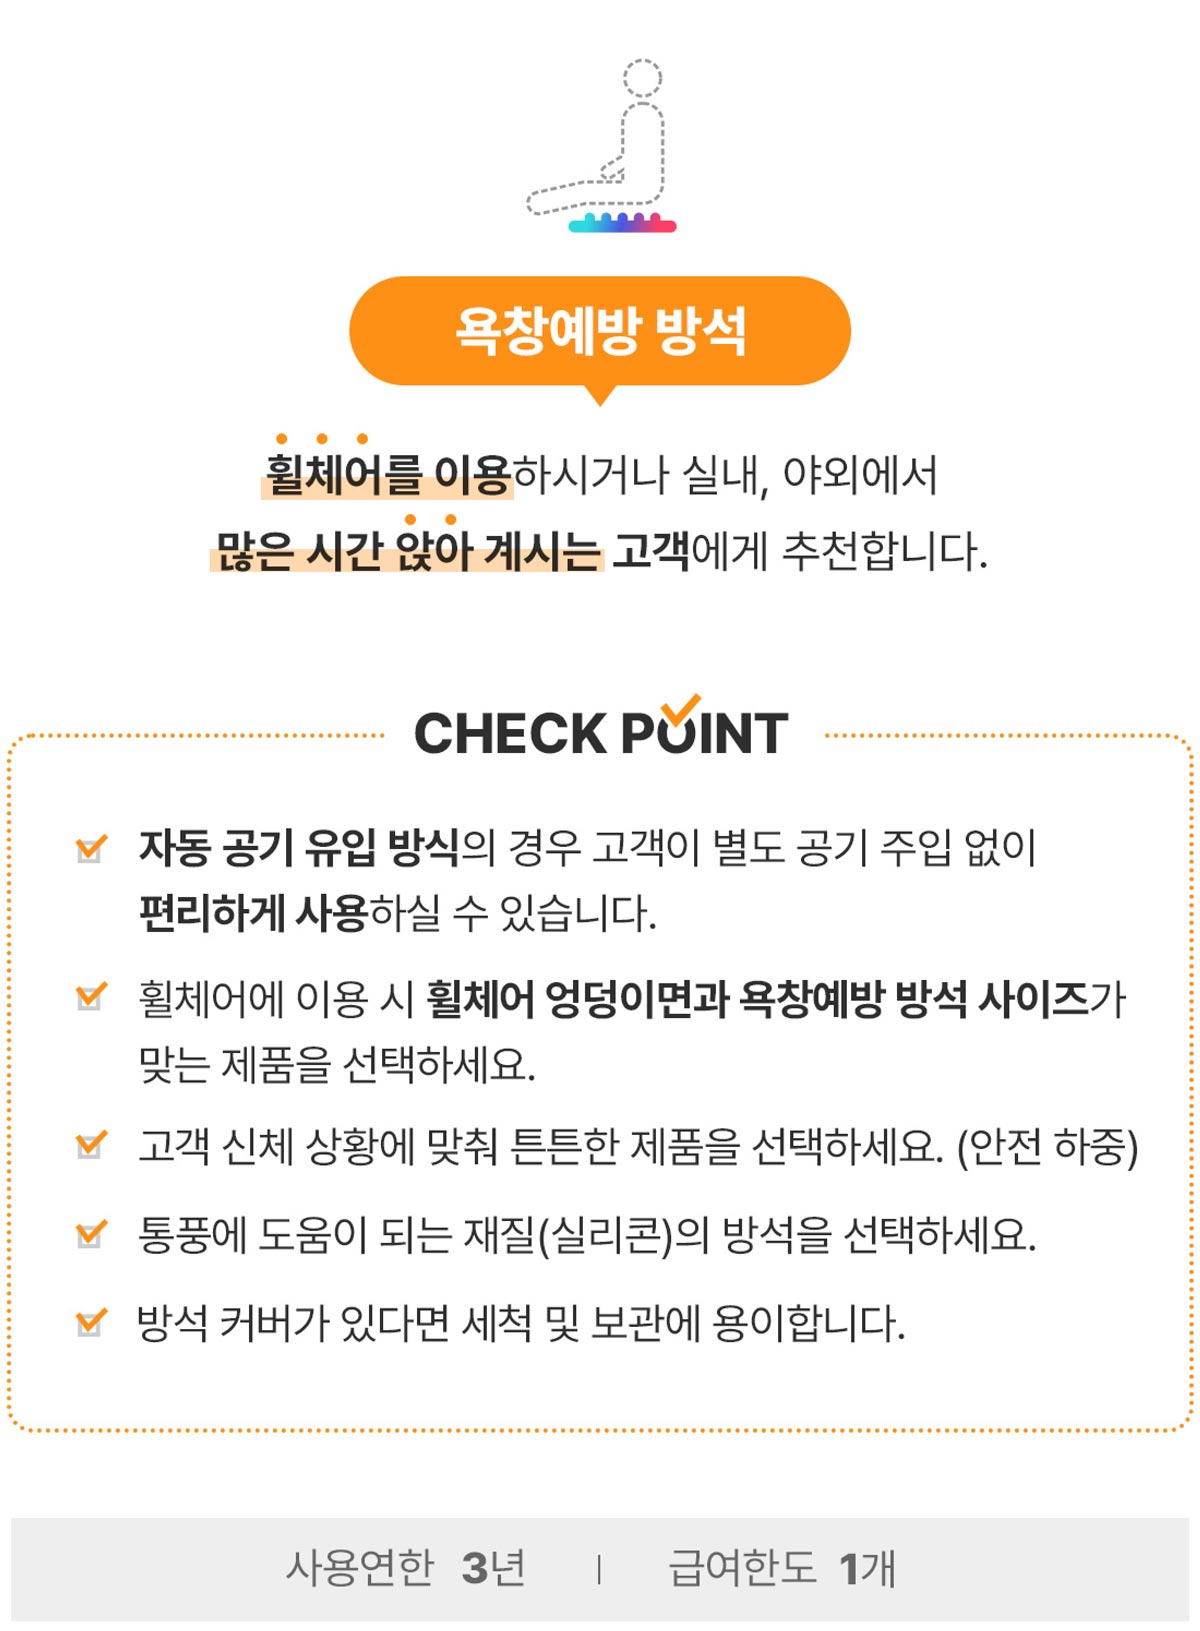 욕창예방 방석
휠체어를 이용하시거나 실내, 야외에서
많은 시간 앉아 계시는 고객에게 추천합니다.
CHECK POINT
자동 공기 유입 방식의 경우 고객이 별도 공기 주입 없이
편리하게 사용하실 수 있습니다.
휠체어에 이용 시 휠체어 엉덩이면과 욕창예방 방석 사이즈가
맞는 제품을 선택하세요.
고객 신체 상황에 맞춰 튼튼한 제품을 선택하세요. (안전 하중)
통풍에 도움이 되는 재질(실리콘)의 방석을 선택하세요.
방석 커버가 있다면 세척 및 보관에 용이합니다.
사용연한 3년 | 급여한도 1개